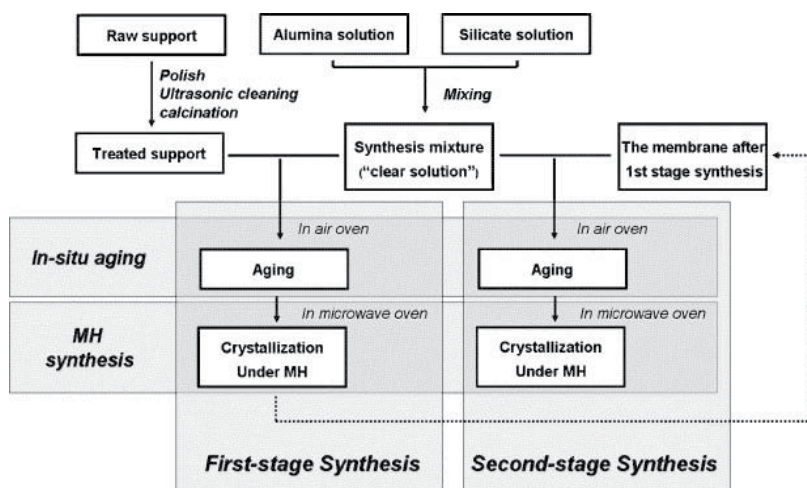 Raw support
Alumina solution
Silicate solution
Polish
Ultrasonic cleaning
calcination
Mixing
Treated support
Synthesis mixture
("clear solution")
The membrane after
1st stage synthesis
In air oven
In air oven
In-situ aging
Aging
Aging
In microwave oven
In microwave oven
MH
synthesis
Crystallization
Under MH
Crystallization
Under MH
First-stage Synthesis
Second-stage Synthesis